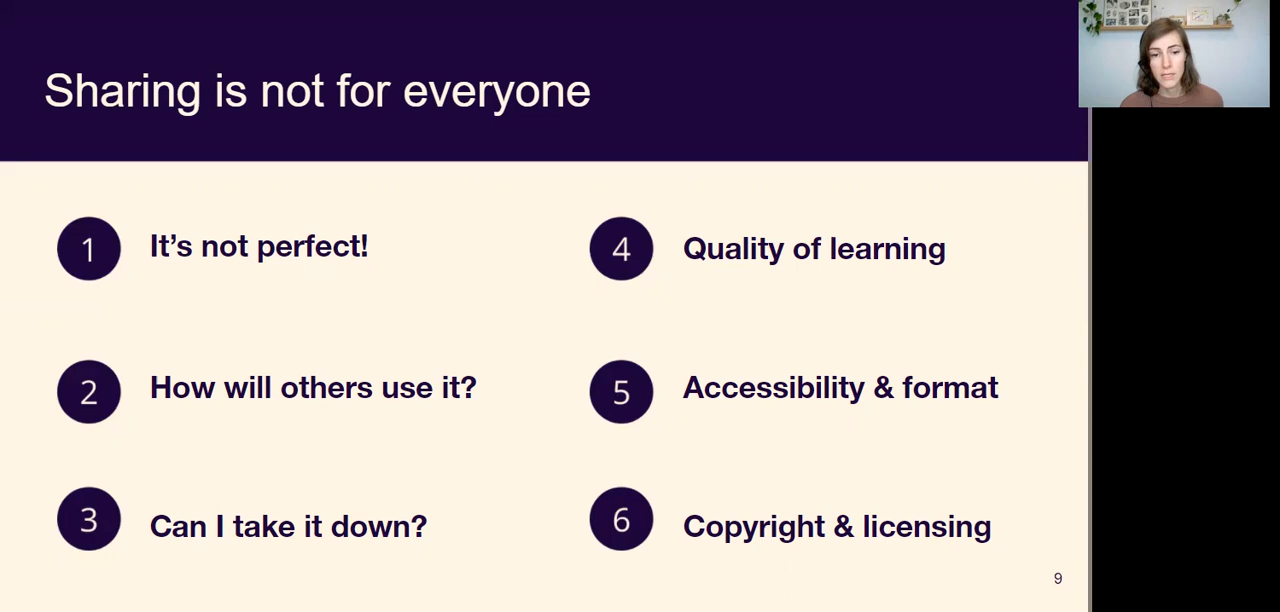 Sharing is not for everyone
1 It's not perfect!
2 How will others use it?
3 Can I take it down?
4 Quality of learning
5 Accessibility & format
6 Copyright & licensing
9